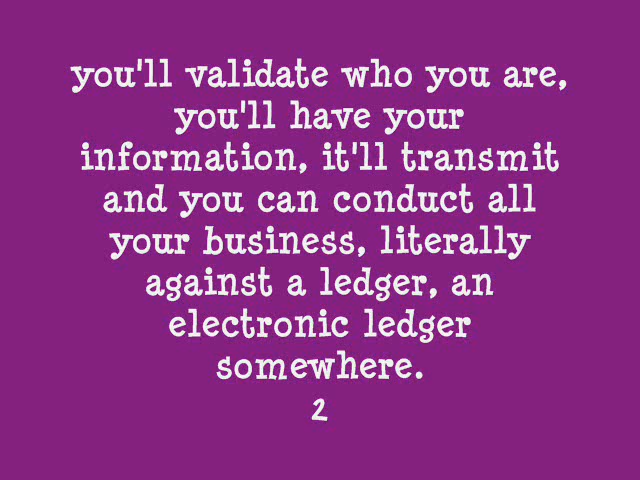 you'll validate who you are,
you'll have your
information, it'll transmit
and you can conduct all
your business, literally
against a ledger, an
electronic ledger
somewhere.
2